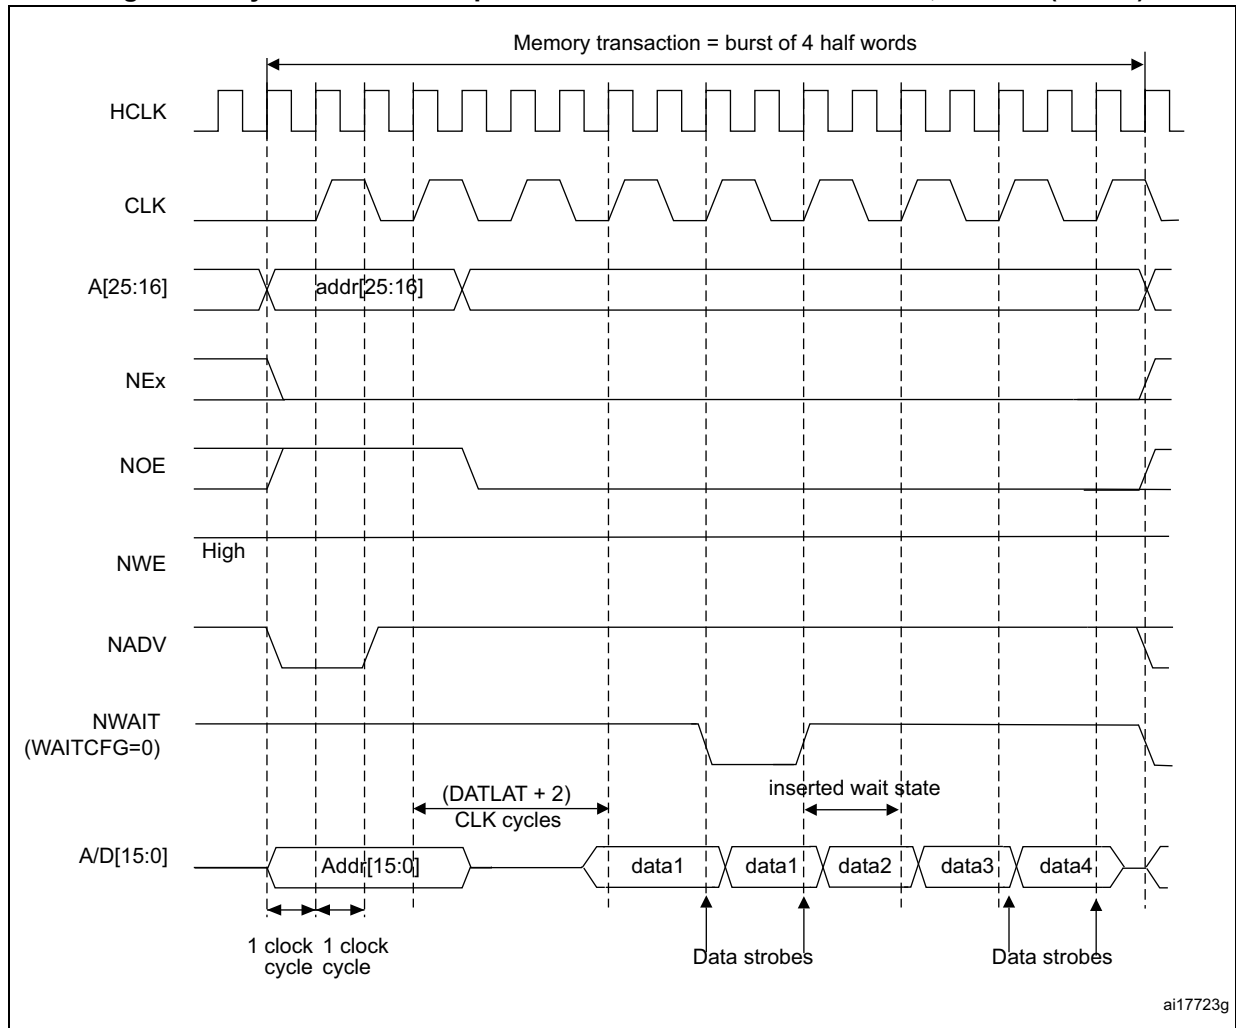 Memory transaction = burst of 4 half words
HCLK
CLK
A[25:16]
addr[25:16]
NEx
NOE
High
NWE
NADV
NWAIT
(WAITCFG=0)
inserted wait state
(DATLAT + 2)
CLK cycles
A/D[15:0]
Addr[15:0]
data1
data1
data2
data3
data4
1 clock
cycle
1 clock
cycle
Data strobes
Data strobes
ai17723g